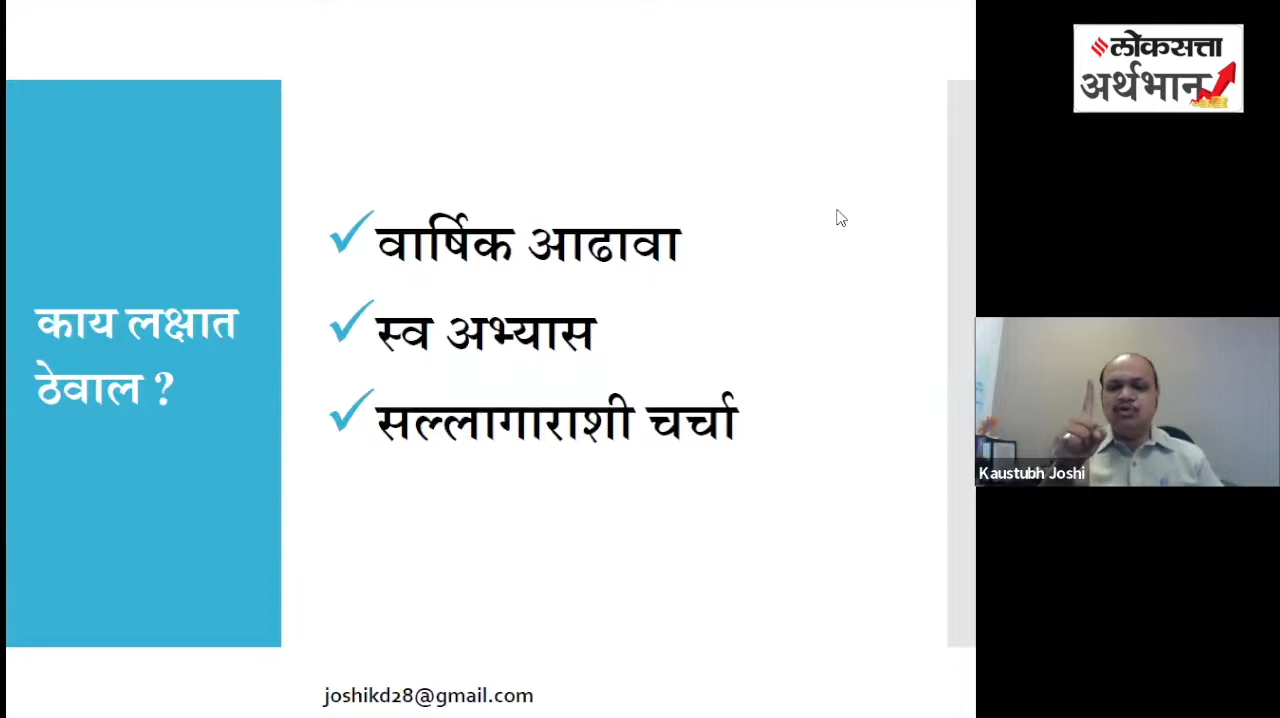 लोकसत्ता
अर्थभान
काय लक्षात
ठेवाल ?
वार्षिक आढावा
स्व अभ्यास
सल्लागाराशी चर्चा
Kaustubh Joshi
joshikd28@gmail.com